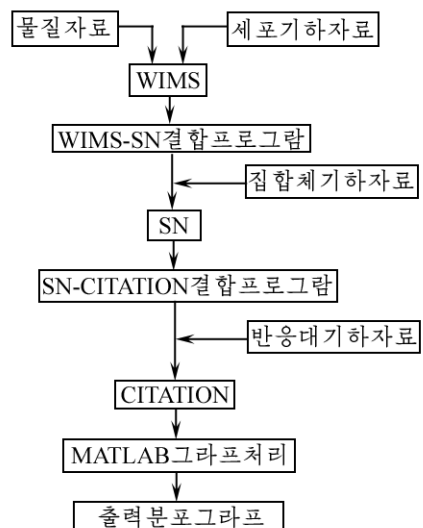 물질자료
세포기하자료
WIMS
WIMS-SN결합프로그람
집합체기하자료
SN
SN-CITATION결합프로그람
반응대기하자료
CITATION
MATLAB그라프처리
출력분포그라프